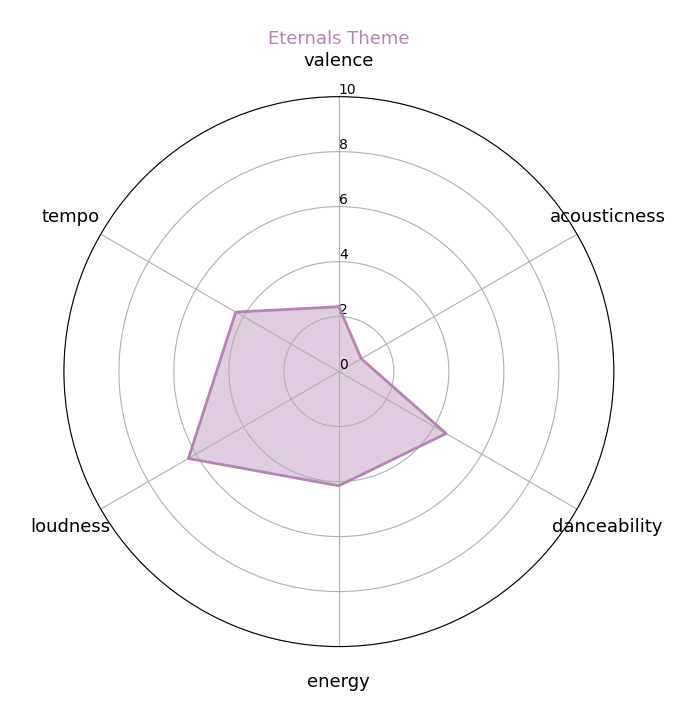 Eternals Theme
valence
10
8
tempo
acousticness
6
4
2
0
loudness
danceability
energy